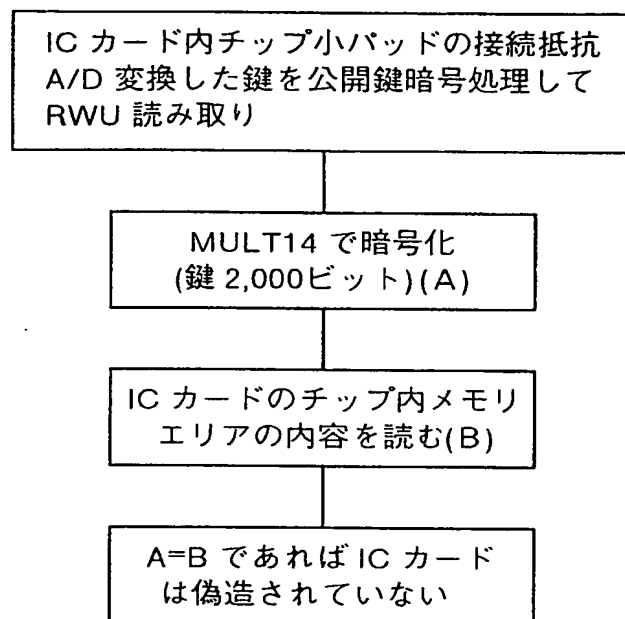 IC カード内チップ小パッドの接続抵抗
A/D 変換した鍵を公開鍵暗号処理して
RWU 読み取り
MULT14 で暗号化
(鍵 2,000ビット)(A)
IC カードのチップ内メモリ
エリアの内容を読む(B)
A=B であれば IC カード
は偽造されていない